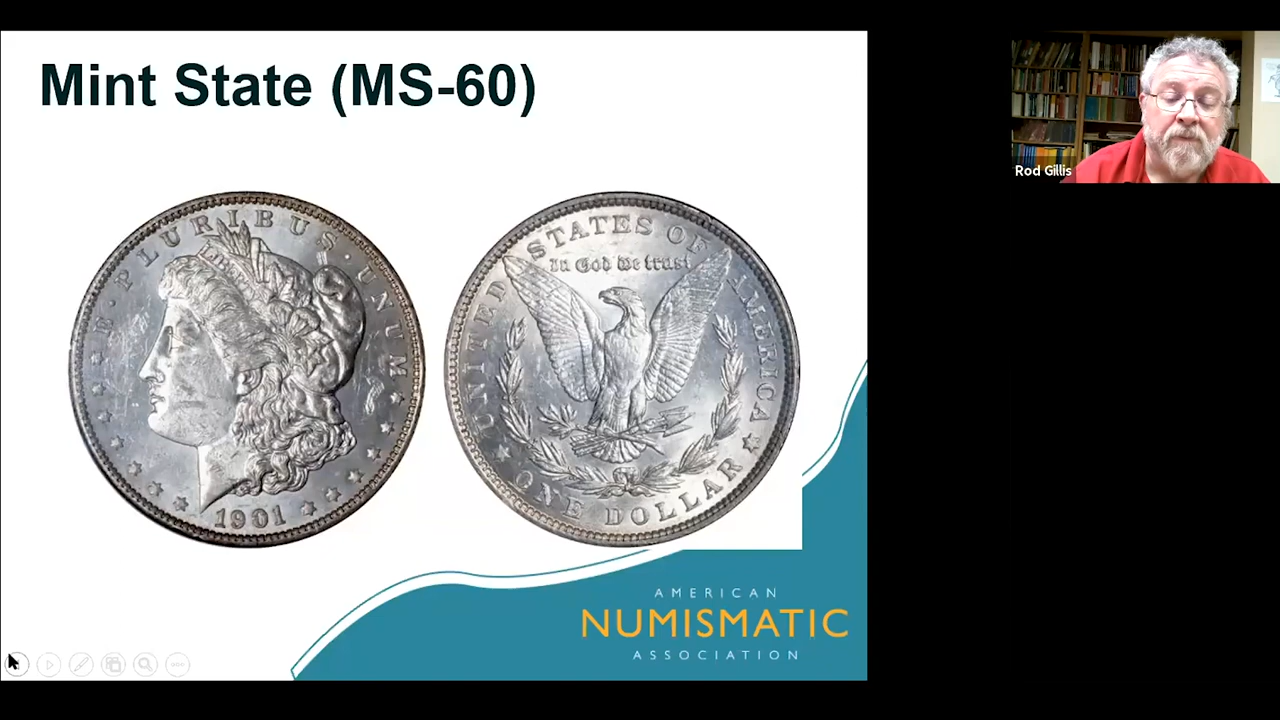 Mint State (MS-60)
E · PLURIBUS · UNUM
LIBERTY
1901
UNITED STATES OF AMERICA
In God We trust
ONE DOLLAR
AMERICAN
NUMISMATIC
ASSOCIATION
Rod Gillis